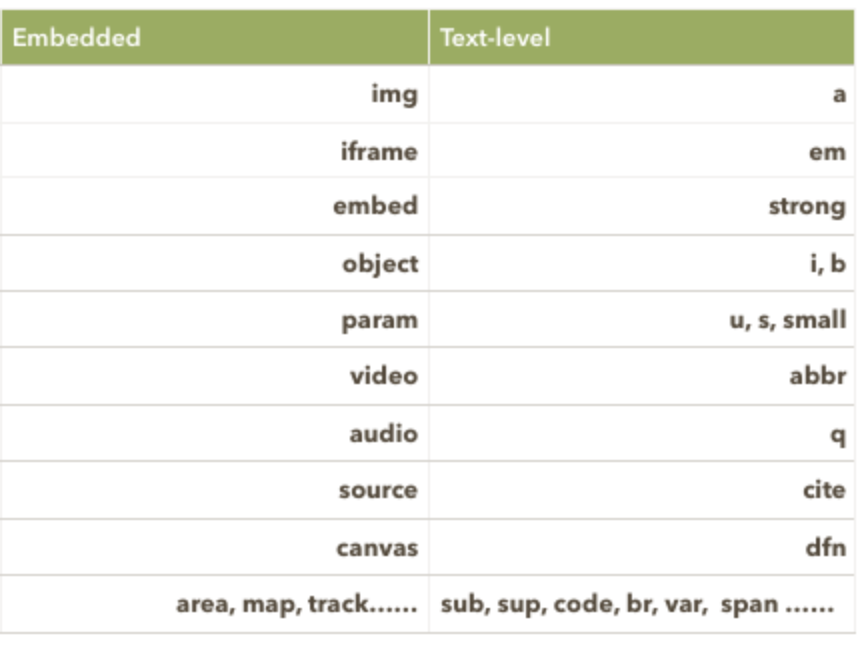 Embedded Text-level
img a
iframe em
embed strong
object i, b
param u, s, small
video abbr
audio q
source cite
canvas dfn
area, map, track...... sub, sup, code, br, var, span ......